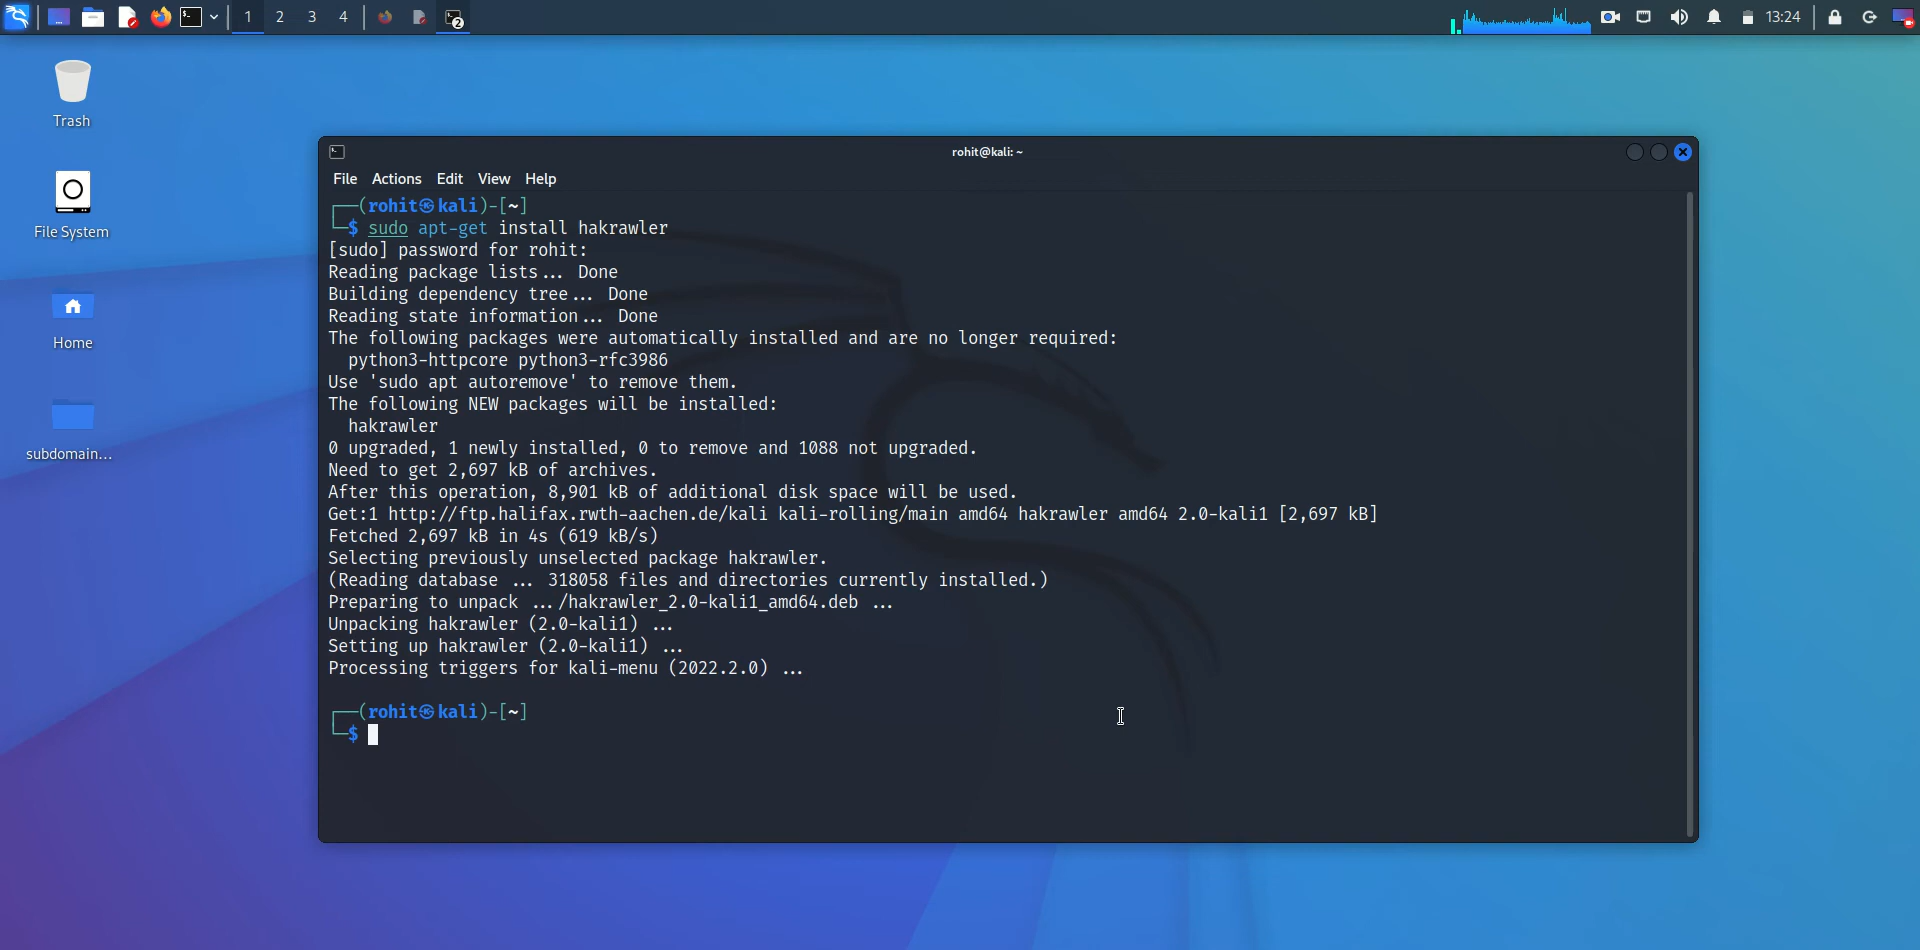 1 2 3 4
2
13:24
Trash
File System
Home
subdomain...
rohit@kali: ~
File Actions Edit View Help
┌──(rohit㉿kali)-[~]
└─$ sudo apt-get install hakrawler
[sudo] password for rohit:
Reading package lists... Done
Building dependency tree... Done
Reading state information... Done
The following packages were automatically installed and are no longer required:
python3-httpcore python3-rfc3986
Use 'sudo apt autoremove' to remove them.
The following NEW packages will be installed:
hakrawler
0 upgraded, 1 newly installed, 0 to remove and 1088 not upgraded.
Need to get 2,697 kB of archives.
After this operation, 8,901 kB of additional disk space will be used.
Get:1 http://ftp.halifax.rwth-aachen.de/kali kali-rolling/main amd64 hakrawler amd64 2.0-kali1 [2,697 kB]
Fetched 2,697 kB in 4s (619 kB/s)
Selecting previously unselected package hakrawler.
(Reading database ... 318058 files and directories currently installed.)
Preparing to unpack .../hakrawler_2.0-kali1_amd64.deb ...
Unpacking hakrawler (2.0-kali1) ...
Setting up hakrawler (2.0-kali1) ...
Processing triggers for kali-menu (2022.2.0) ...
┌──(rohit㉿kali)-[~]
└─$